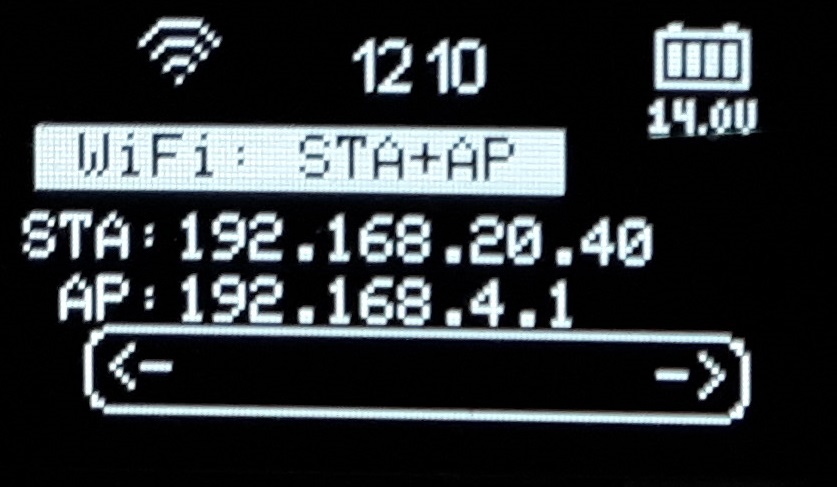 12 10
14.0V
WiFi: STA+AP
STA:192.168.20.40
AP:192.168.4.1
<- ->